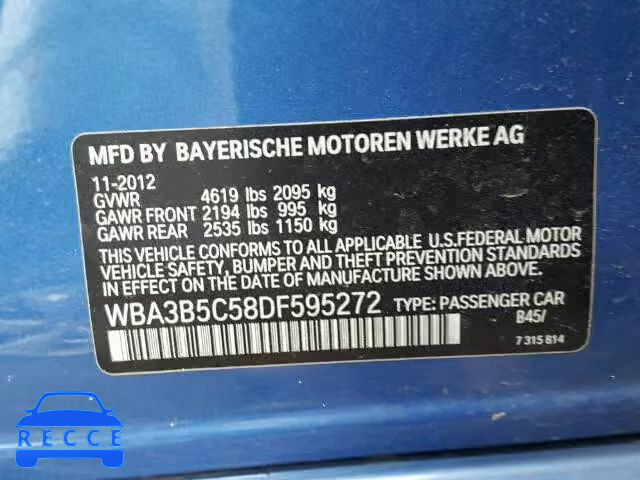 MFD BY BAYERISCHE MOTOREN WERKE AG
11-2012
GVWR 4619 lbs 2095 kg
GAWR FRONT 2194 lbs 995 kg
GAWR REAR 2535 lbs 1150 kg
THIS VEHICLE CONFORMS TO ALL APPLICABLE U.S.FEDERAL MOTOR
VEHICLE SAFETY, BUMPER AND THEFT PREVENTION STANDARDS
IN EFFECT ON THE DATE OF MANUFACTURE SHOWN ABOVE.
WBA3B5C58DF595272 TYPE: PASSENGER CAR
B45/
7 315 814
RECCE